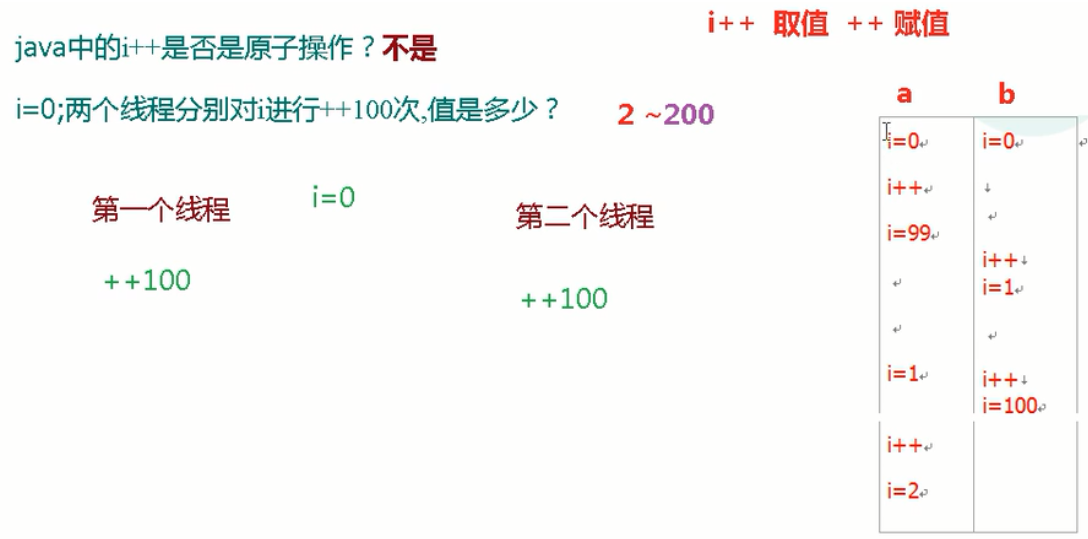 i++ 取值 ++ 赋值
java中的i++是否是原子操作？不是
i=0;两个线程分别对i进行++100次,值是多少？ 2 ~200
第一个线程
i=0
第二个线程
++100
++100
a b
i=0 i=0
i++
i=99
i++
i=1
i=1
i++
i=100
i++
i=2